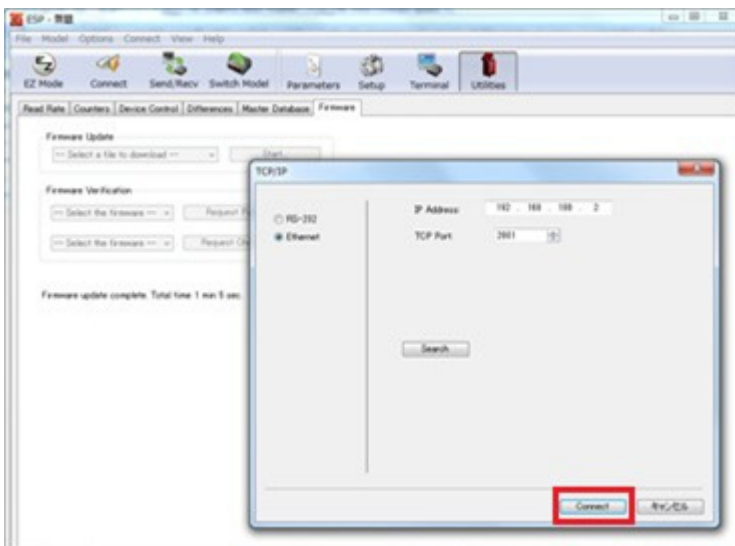 ESP - 無題
File Model Options Connect View Help
EZ Mode Connect Send/Recv Switch Model Parameters Setup Terminal Utilities
Read Rate Counters Device Control Differences Master Database Firmware
Firmware Update
--- Select a file to download --- Start...
Firmware Verification
--- Select the firmware --- Request
--- Select the firmware --- Request
Firmware update complete. Total time 1 min 5 sec.
TCP/IP
RS-232
Ethernet
IP Address 192 . 168 . 188 . 2
TCP Port 2001
Search
Connect キャンセル